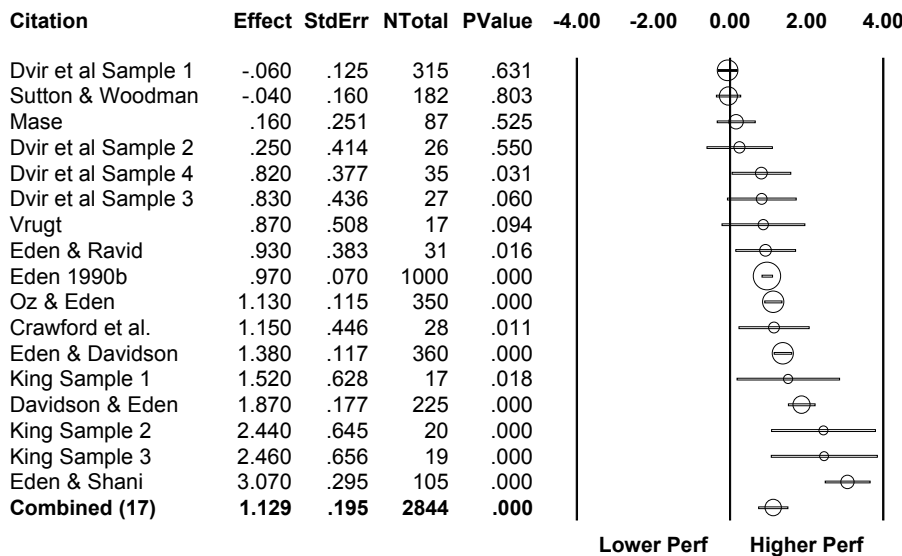 Citation Effect StdErr NTotal PValue -4.00 -2.00 0.00 2.00 4.00
Dvir et al Sample 1 -.060 .125 315 .631
Sutton & Woodman -.040 .160 182 .803
Mase .160 .251 87 .525
Dvir et al Sample 2 .250 .414 26 .550
Dvir et al Sample 4 .820 .377 35 .031
Dvir et al Sample 3 .830 .436 27 .060
Vrugt .870 .508 17 .094
Eden & Ravid .930 .383 31 .016
Eden 1990b .970 .070 1000 .000
Oz & Eden 1.130 .115 350 .000
Crawford et al. 1.150 .446 28 .011
Eden & Davidson 1.380 .117 360 .000
King Sample 1 1.520 .628 17 .018
Davidson & Eden 1.870 .177 225 .000
King Sample 2 2.440 .645 20 .000
King Sample 3 2.460 .656 19 .000
Eden & Shani 3.070 .295 105 .000
Combined (17) 1.129 .195 2844 .000
Lower Perf Higher Perf